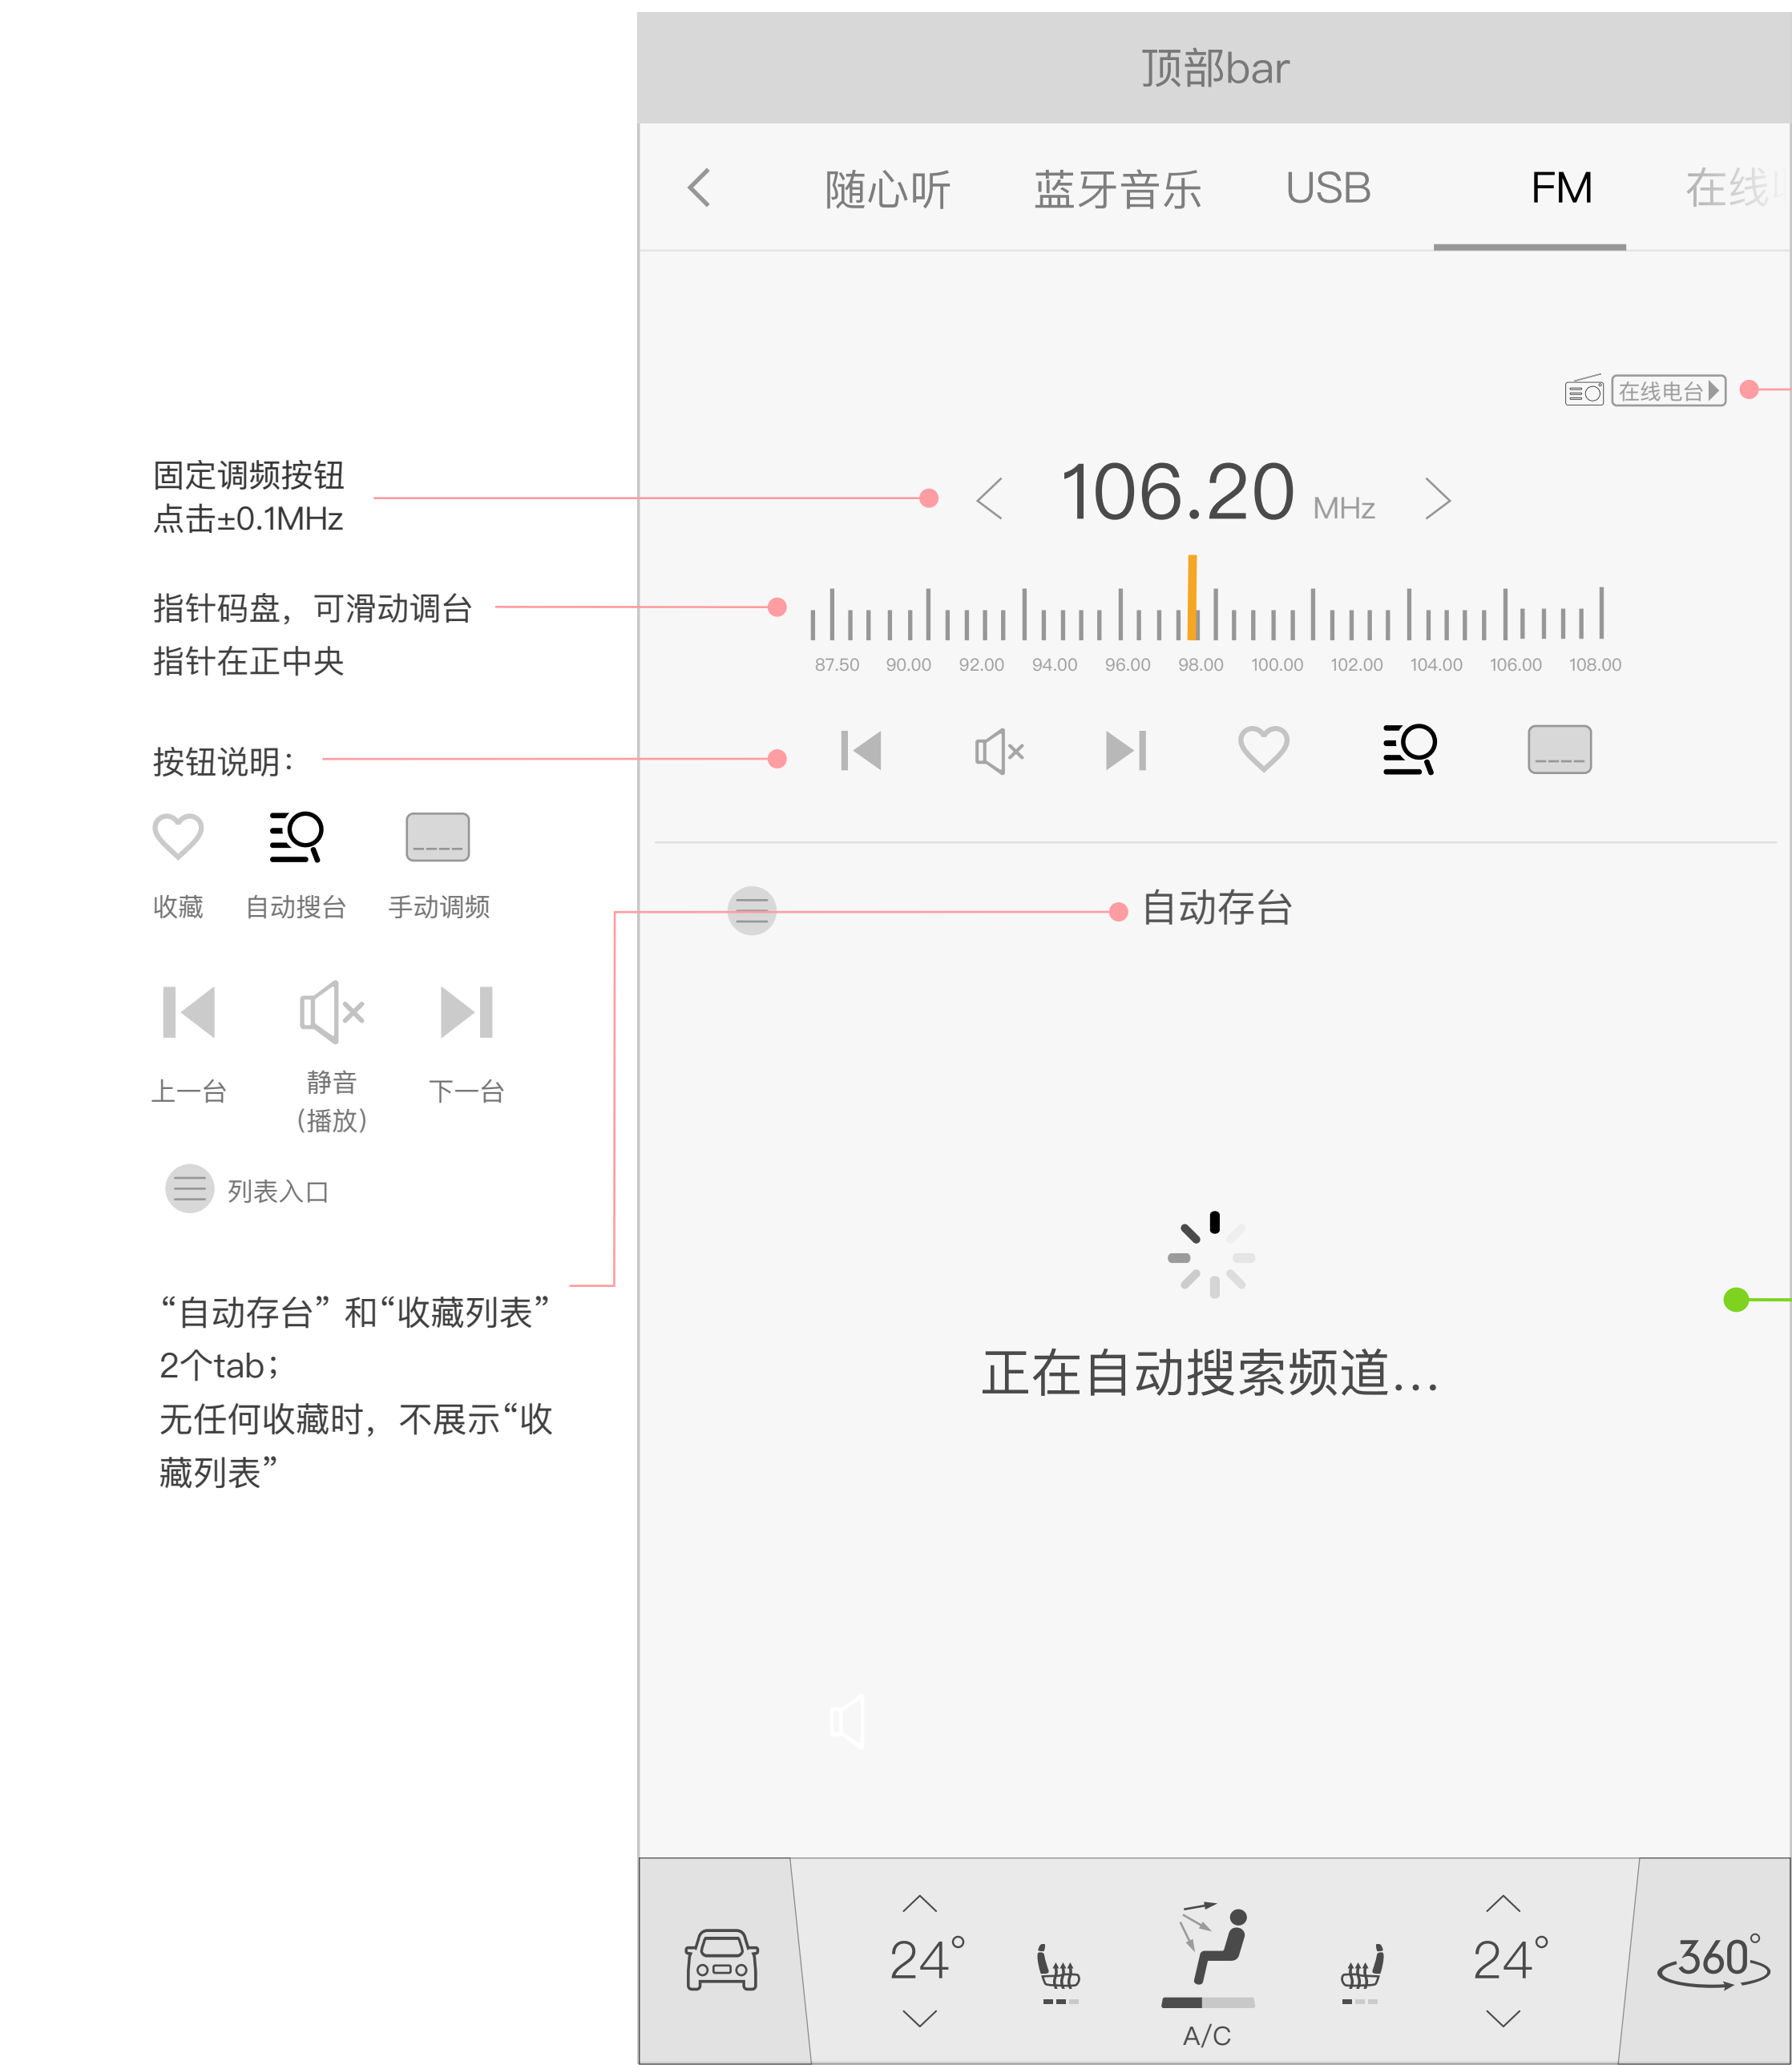 顶部bar
随心听 蓝牙音乐 USB FM 在线
在线电台
固定调频按钮
点击±0.1MHz
106.20 MHz
指针码盘，可滑动调台
指针在正中央
87.50 90.00 92.00 94.00 96.00 98.00 100.00 102.00 104.00 106.00 108.00
按钮说明：
收藏 自动搜台 手动调频
自动存台
上一台 静音 下一台
（播放）
列表入口
“自动存台” 和“收藏列表”
2个tab；
无任何收藏时，不展示“收
藏列表”
正在自动搜索频道...
24° 24° 360°
A/C